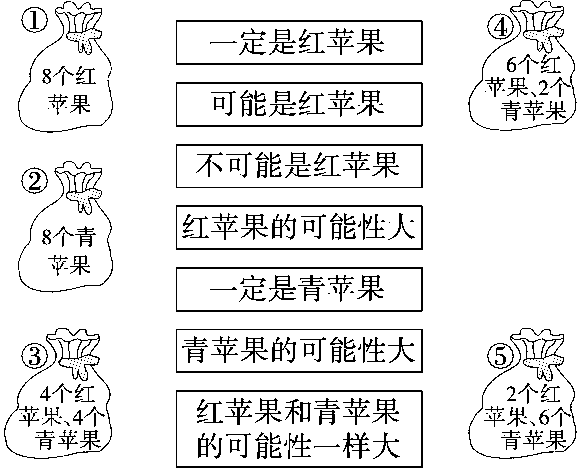 ①
8个红
苹果
②
8个青
苹果
③
4个红
苹果、4个
青苹果
一定是红苹果
可能是红苹果
不可能是红苹果
红苹果的可能性大
一定是青苹果
青苹果的可能性大
红苹果和青苹果
的可能性一样大
④
6个红
苹果、2个
青苹果
⑤
2个红
苹果、6个
青苹果